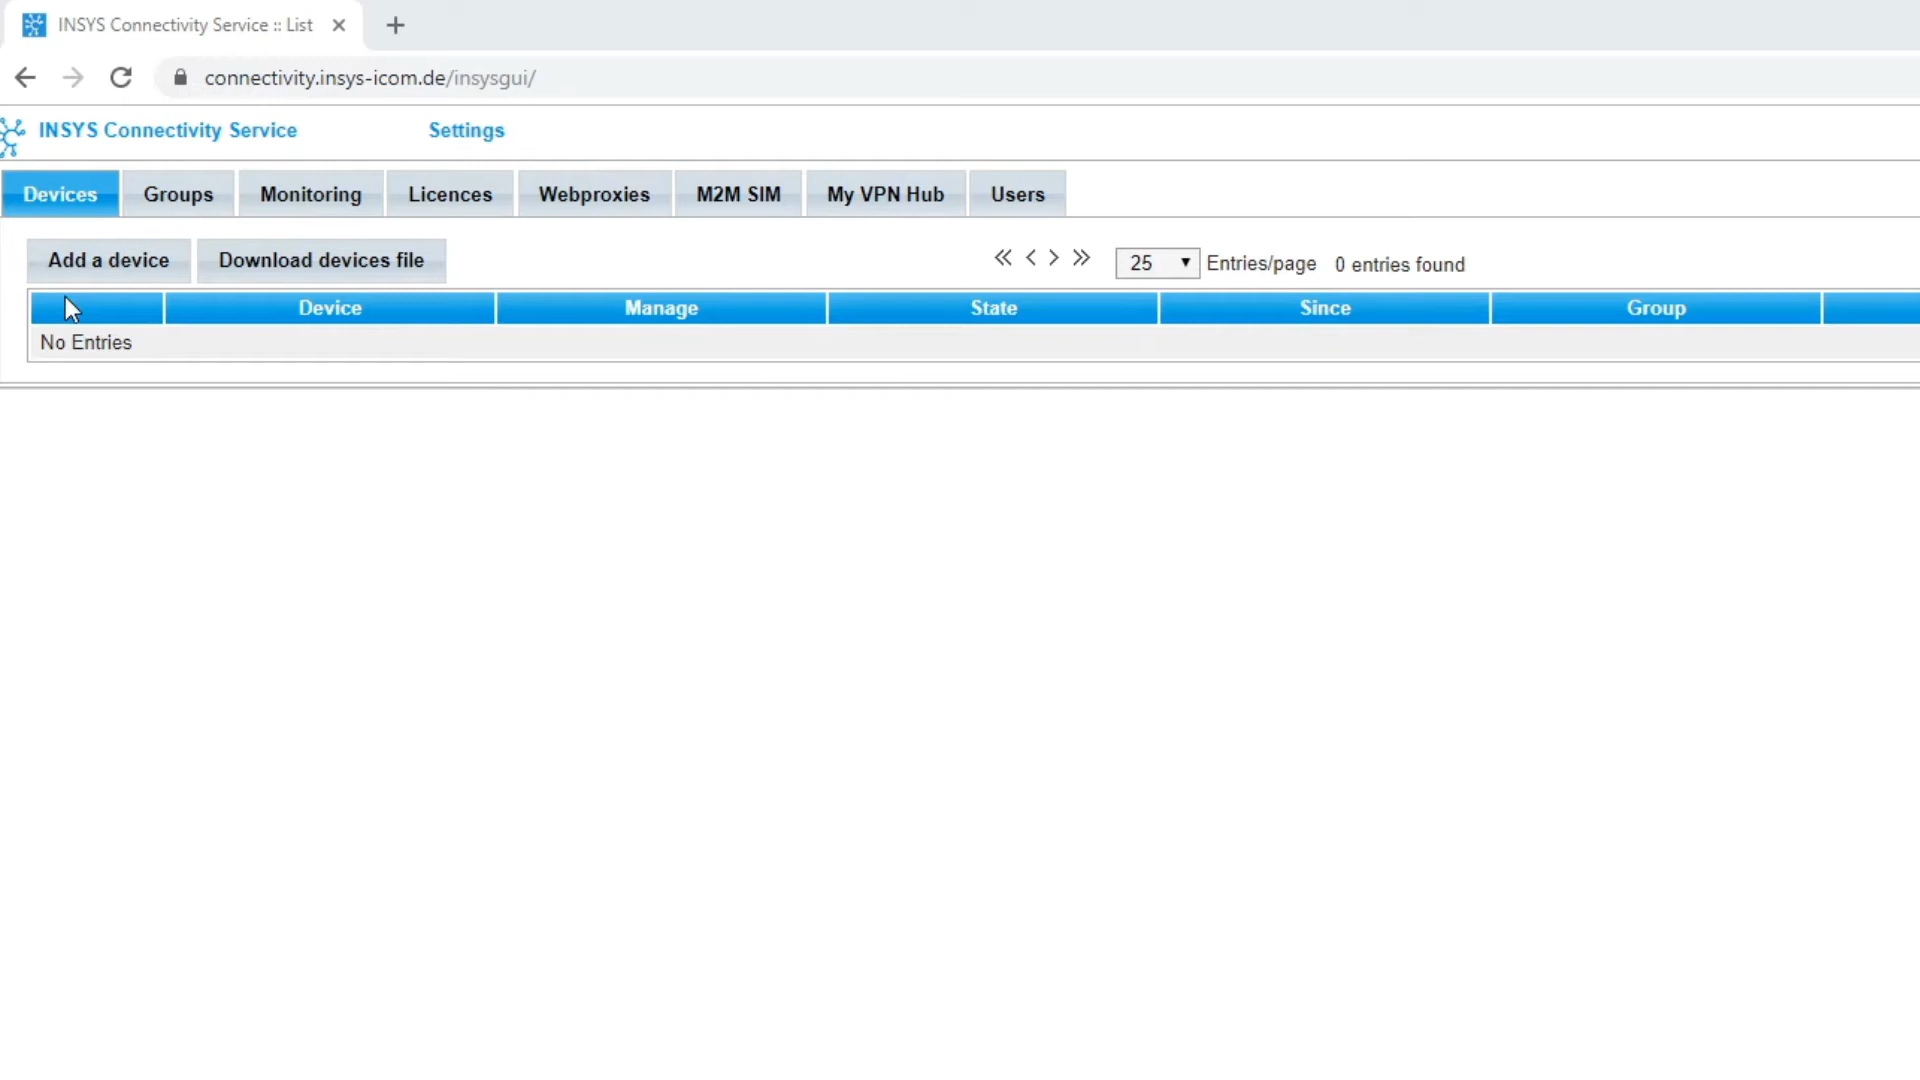 INSYS Connectivity Service :: List
connectivity.insys-icom.de/insysgui/
INSYS Connectivity Service Settings
Devices Groups Monitoring Licences Webproxies M2M SIM My VPN Hub Users
Add a device Download devices file 25 Entries/page 0 entries found
Device Manage State Since Group
No Entries